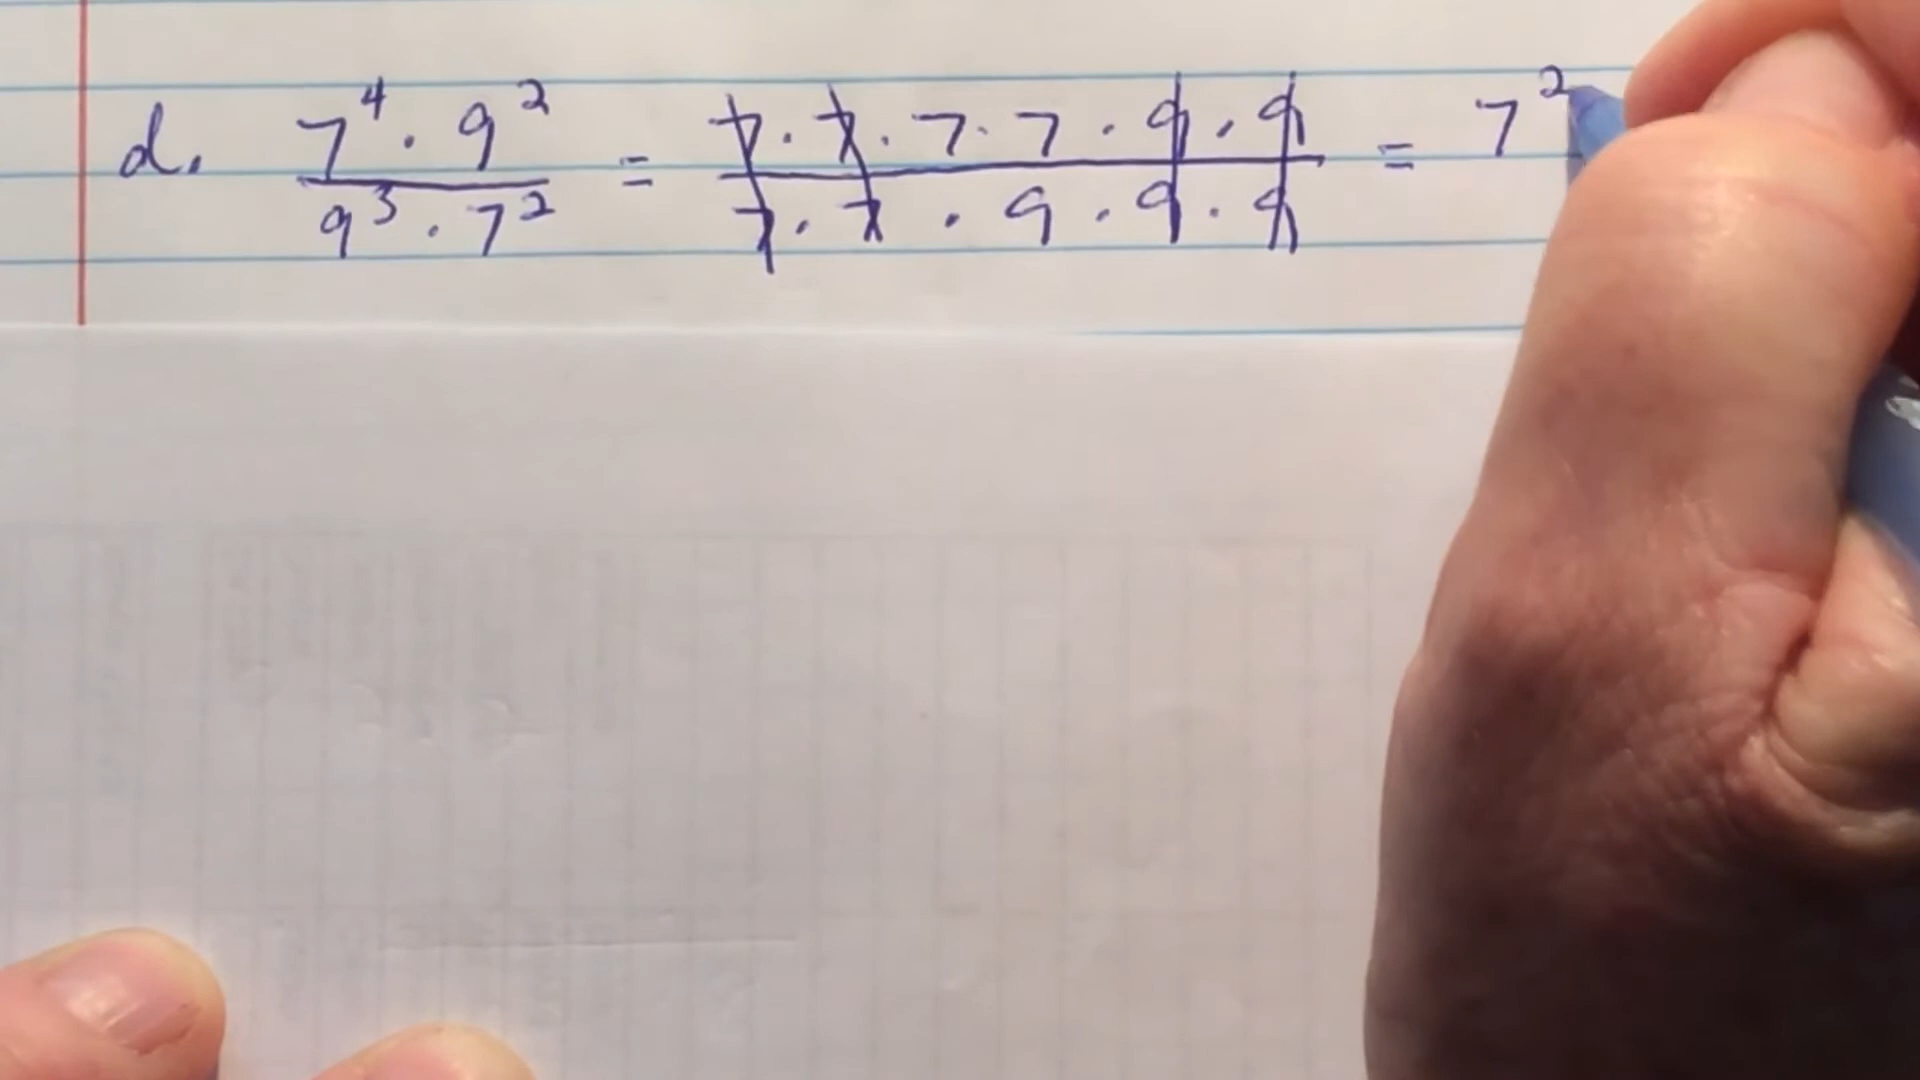 d. 7⁴ · 9² / 9³ · 7² = 7 · 7 · 7 · 7 · 9 · 9 / 7 · 7 · 9 · 9 · 9 = 7²